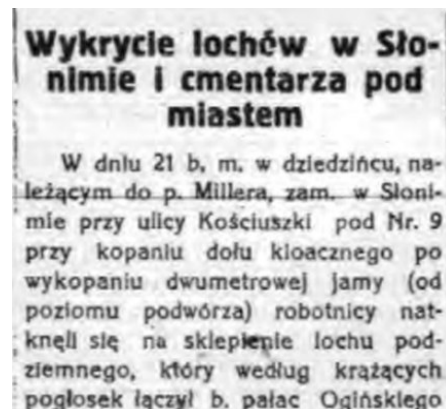 Wykrycie lochów w Sło-
nimie i cmentarza pod
miastem
W dniu 21 b. m. w dziedzińcu, na-
leżącym do p. Millera, zam. w Słoni-
mie przy ulicy Kościuszki pod Nr. 9
przy kopaniu dołu kloacznego po
wykopaniu dwumetrowej jamy (od
poziomu podwórza) robotnicy nat-
knęli się na sklepienie lochu pod-
ziemnego, który według krążących
pogłosek łączył b. pałac Ogińskiego